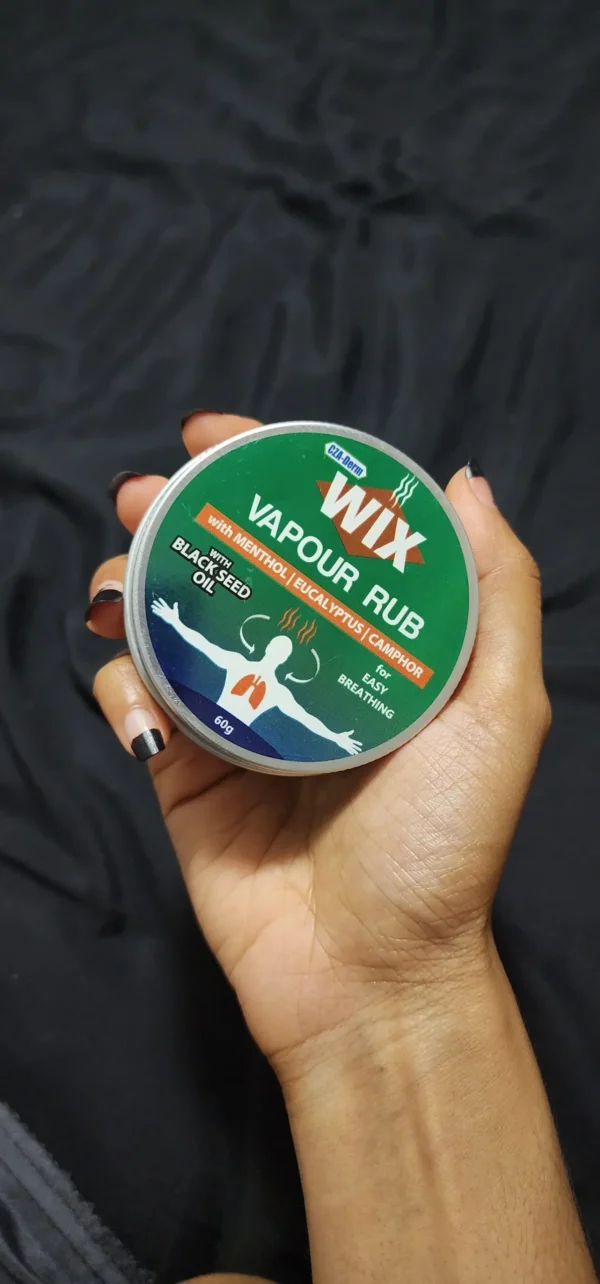 CZA-Derm
WIX
VAPOUR RUB
with MENTHOL | EUCALYPTUS | CAMPHOR
WITH
BLACK SEED
OIL
for
EASY
BREATHING
60g